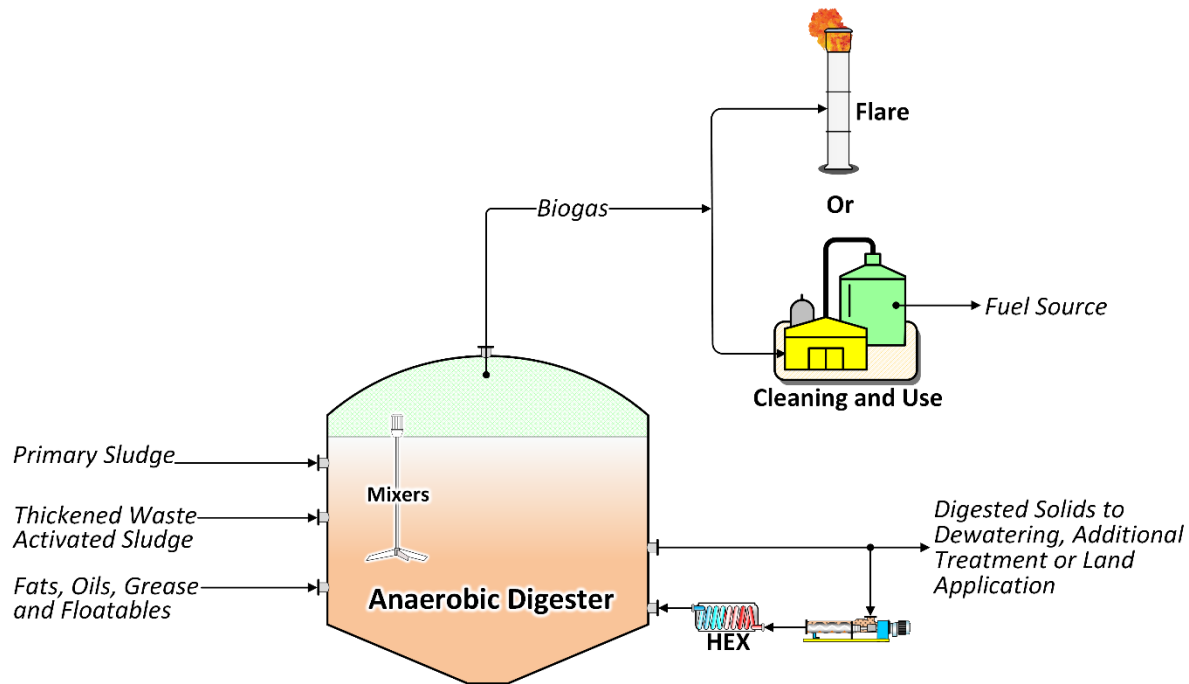 Flare
Or
Biogas
Fuel Source
Cleaning and Use
Primary Sludge
Mixers
Thickened Waste
Activated Sludge
Digested Solids to
Dewatering, Additional
Treatment or Land
Application
Fats, Oils, Grease
and Floatables
Anaerobic Digester
HEX